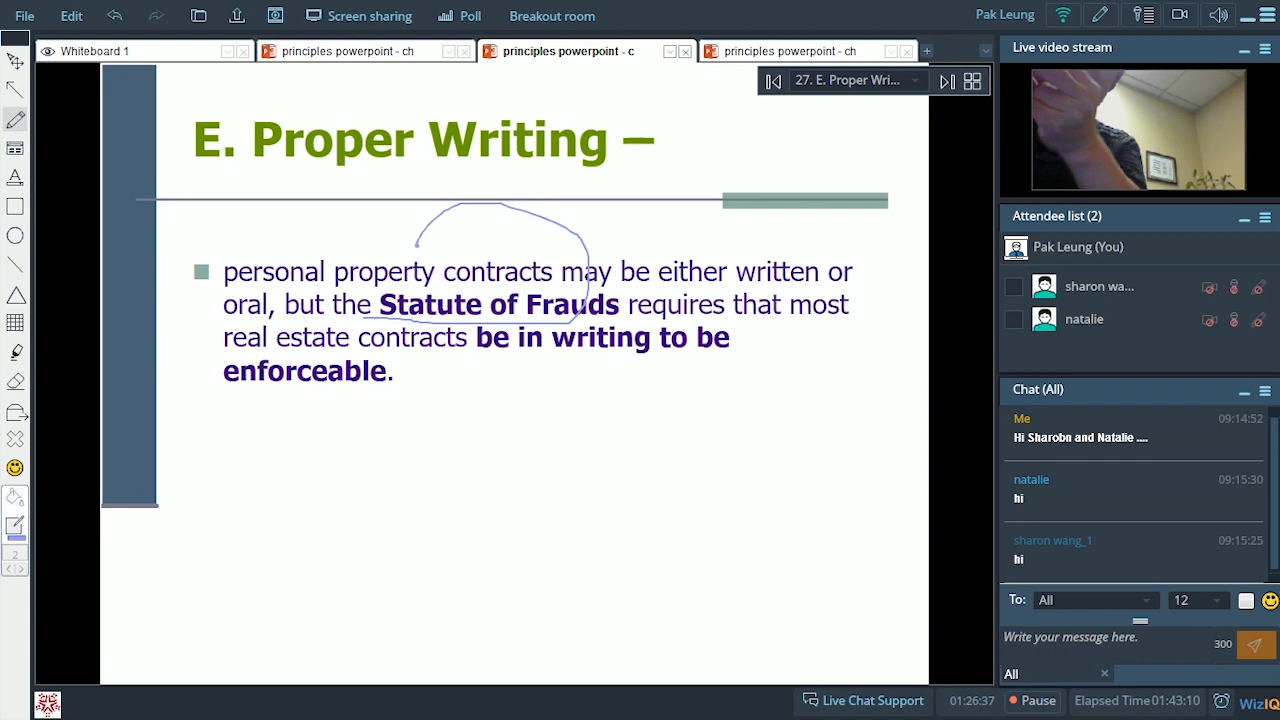 File Edit Screen sharing Poll Breakout room Pak Leung
Whiteboard 1 principles powerpoint - ch principles powerpoint - c principles powerpoint - ch
27. E. Proper Wri...
E. Proper Writing –
personal property contracts may be either written or
oral, but the Statute of Frauds requires that most
real estate contracts be in writing to be
enforceable.
2
Live video strem
Attendee list (2)
Pak Leung (You)
sharon wa...
natalie
Chat (All)
Me 09:14:52
Hi Sharobn and Natalie ....
natalie 09:15:30
hi
sharon wang_1 09:15:25
hi
To: All 12
Write your message here. 300
All
Live Chat Support 01:26:37 Pause Elapsed Time 01:43:10 WizIQ